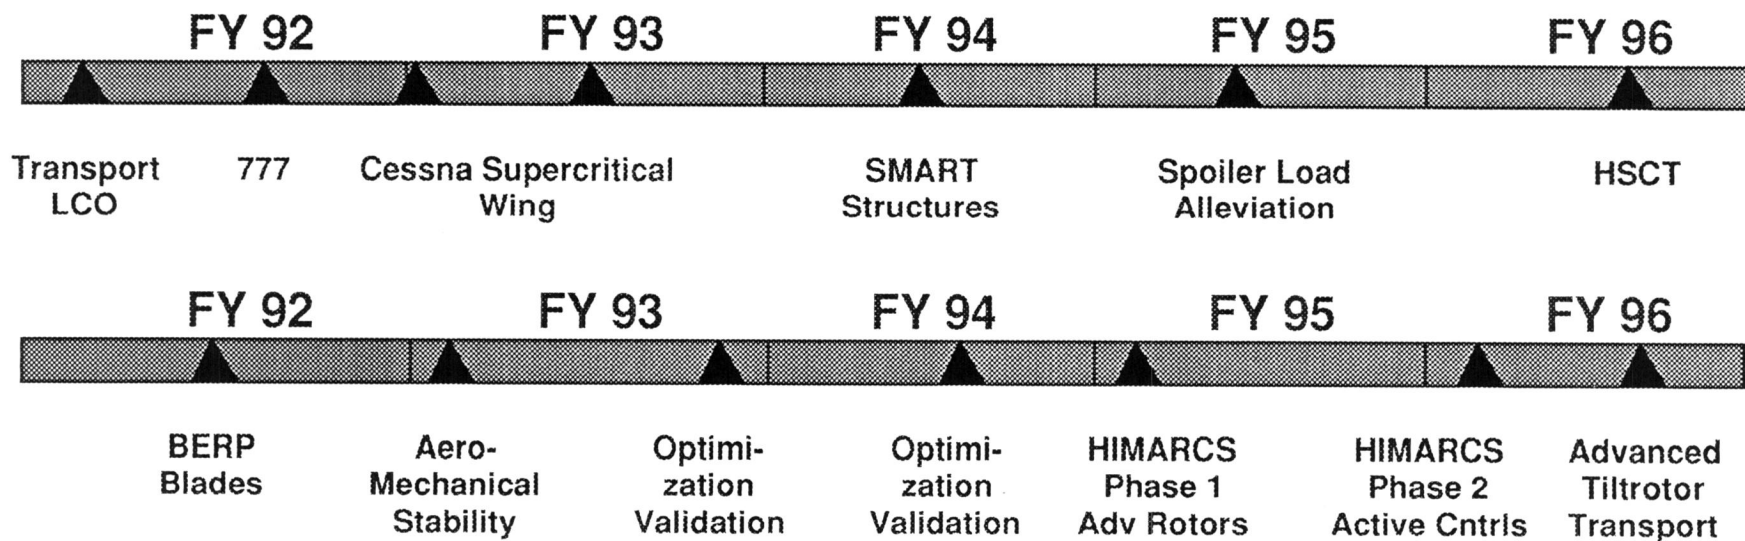 FY 92 FY 93 FY 94 FY 95 FY 96
Transport 777 Cessna Supercritical SMART Spoiler Load HSCT
LCO Wing Structures Alleviation
FY 92 FY 93 FY 94 FY 95 FY 96
BERP Aero- Optimi- Optimi- HIMARCS HIMARCS Advanced
Blades Mechanical zation zation Phase 1 Phase 2 Tiltrotor
Stability Validation Validation Adv Rotors Active Cntrls Transport